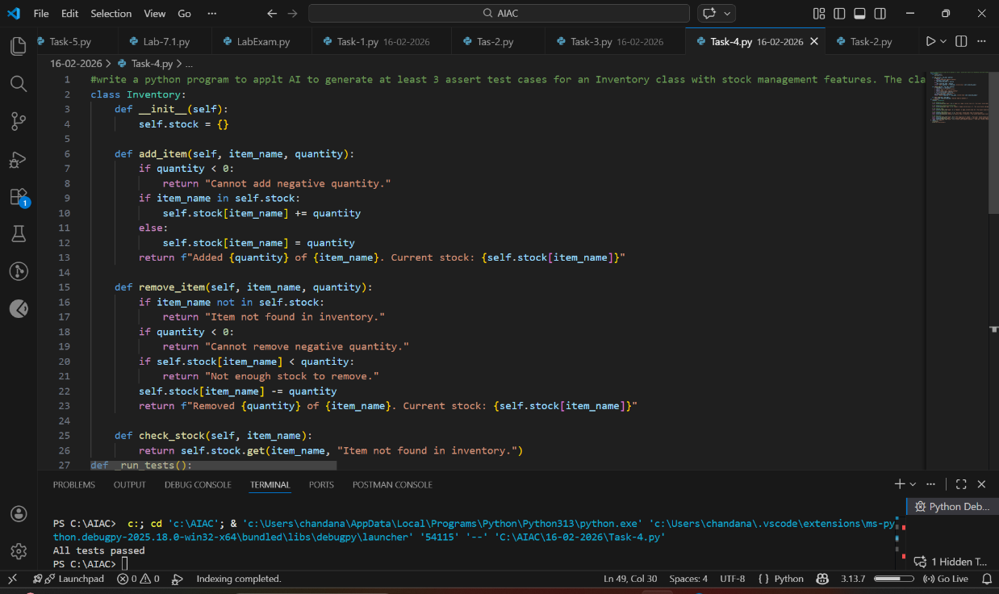 File Edit Selection View Go ... AIAC
Task-5.py Lab-7.1.py LabExam.py Task-1.py 16-02-2026 Tas-2.py Task-3.py 16-02-2026 Task-4.py 16-02-2026 Task-2.py
16-02-2026 > Task-4.py > ...
1 #write a python program to applt AI to generate at least 3 assert test cases for an Inventory class with stock management features. The cla
2 class Inventory:
3 def __init__(self):
4 self.stock = {}
5
6 def add_item(self, item_name, quantity):
7 if quantity < 0:
8 return "Cannot add negative quantity."
9 if item_name in self.stock:
10 self.stock[item_name] += quantity
11 else:
12 self.stock[item_name] = quantity
13 return f"Added {quantity} of {item_name}. Current stock: {self.stock[item_name]}"
14
15 def remove_item(self, item_name, quantity):
16 if item_name not in self.stock:
17 return "Item not found in inventory."
18 if quantity < 0:
19 return "Cannot remove negative quantity."
20 if self.stock[item_name] < quantity:
21 return "Not enough stock to remove."
22 self.stock[item_name] -= quantity
23 return f"Removed {quantity} of {item_name}. Current stock: {self.stock[item_name]}"
24
25 def check_stock(self, item_name):
26 return self.stock.get(item_name, "Item not found in inventory.")
27 def _run_tests():
1
PROBLEMS OUTPUT DEBUG CONSOLE TERMINAL PORTS POSTMAN CONSOLE
Python Deb...
PS C:\AIAC> c:; cd 'c:\AIAC'; & 'c:\Users\chandana\AppData\Local\Programs\Python\Python313\python.exe' 'c:\Users\chandana\.vscode\extensions\ms-py
thon.debugpy-2025.18.0-win32-x64\bundled\libs\debugpy\launcher' '54115' '--' 'C:\AIAC\16-02-2026\Task-4.py'
All tests passed
PS C:\AIAC>
1 Hidden T...
Launchpad 0 0 Indexing completed. Ln 49, Col 30 Spaces: 4 UTF-8 {} Python 3.13.7 Go Live